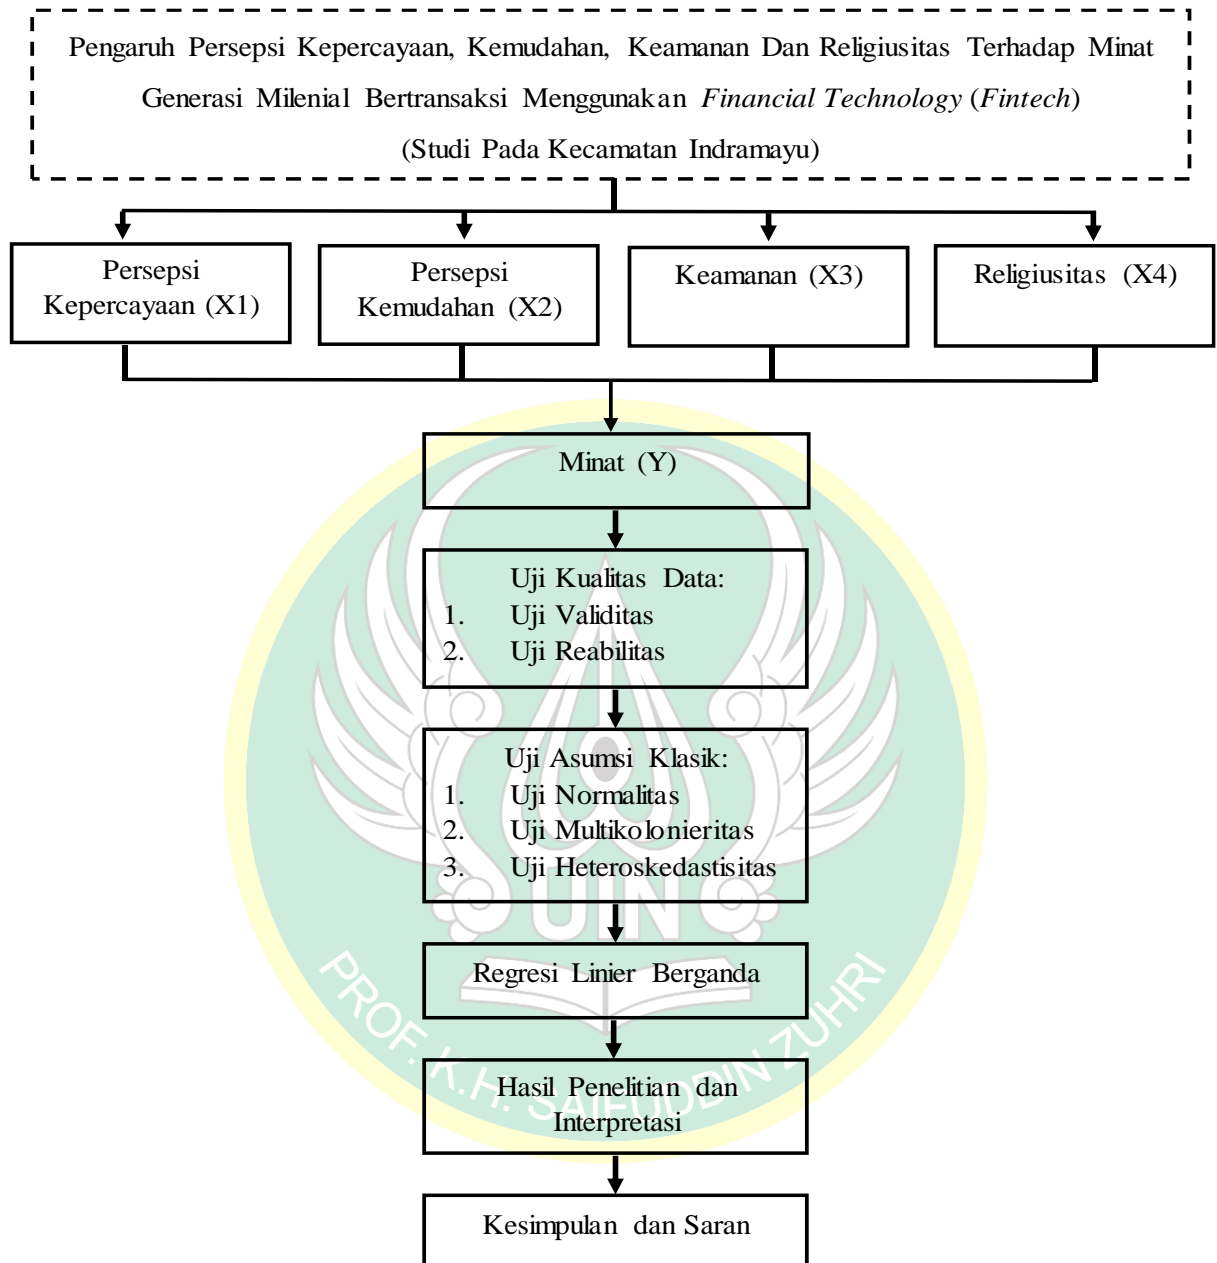 Pengaruh Persepsi Kepercayaan, Kemudahan, Keamanan Dan Religiusitas Terhadap Minat
Generasi Milenial Bertransaksi Menggunakan Financial Technology (Fintech)
(Studi Pada Kecamatan Indramayu)
Persepsi
Kepercayaan (X1)
Persepsi
Kemudahan (X2)
Keamanan (X3)
Religiusitas (X4)
Minat (Y)
Uji Kualitas Data:
1. Uji Validitas
2. Uji Reabilitas
Uji Asumsi Klasik:
1. Uji Normalitas
2. Uji Multikolonieritas
3. Uji Heteroskedastisitas
UIN
Regresi Linier Berganda
PROF. K.H. SAIFUDDIN ZUHRI
Hasil Penelitian dan
Interpretasi
Kesimpulan dan Saran